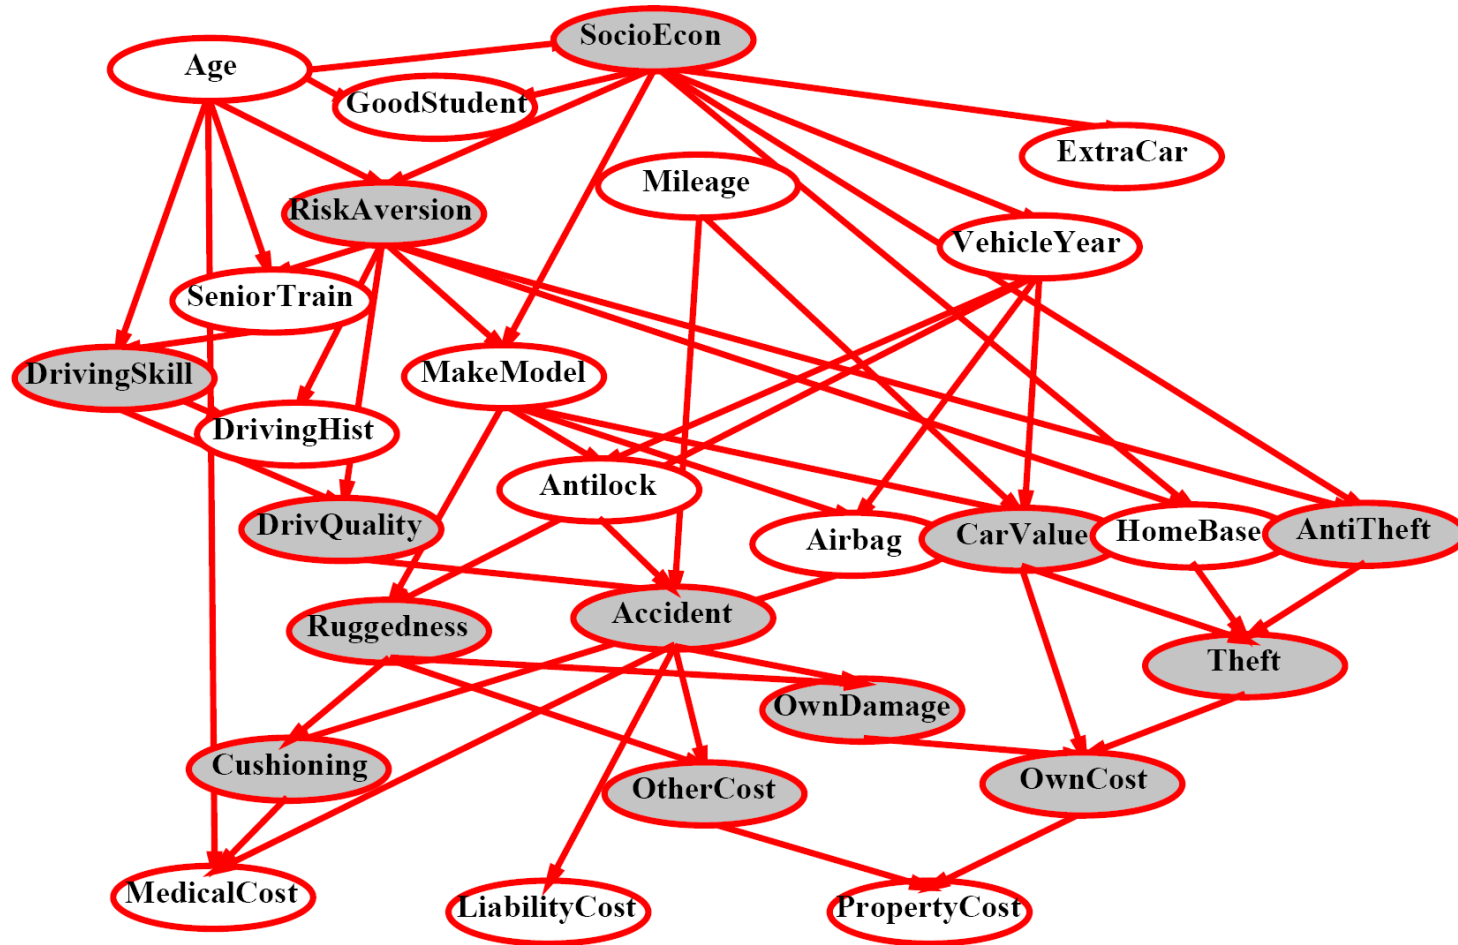 SocioEcon
Age
GoodStudent
ExtraCar
Mileage
RiskAversion
VehicleYear
SeniorTrain
DrivingSkill
MakeModel
DrivingHist
Antilock
DrivQuality
Airbag
CarValue
HomeBase
AntiTheft
Ruggedness
Accident
Theft
OwnDamage
Cushioning
OtherCost
OwnCost
MedicalCost
LiabilityCost
PropertyCost